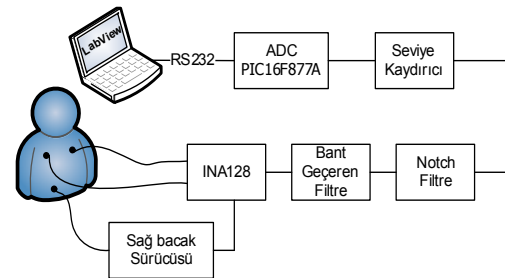 LabView
RS232
ADC
PIC16F877A
Seviye
Kaydırıcı
INA128
Bant
Geçeren
Filtre
Notch
Filtre
Sağ bacak
Sürücüsü